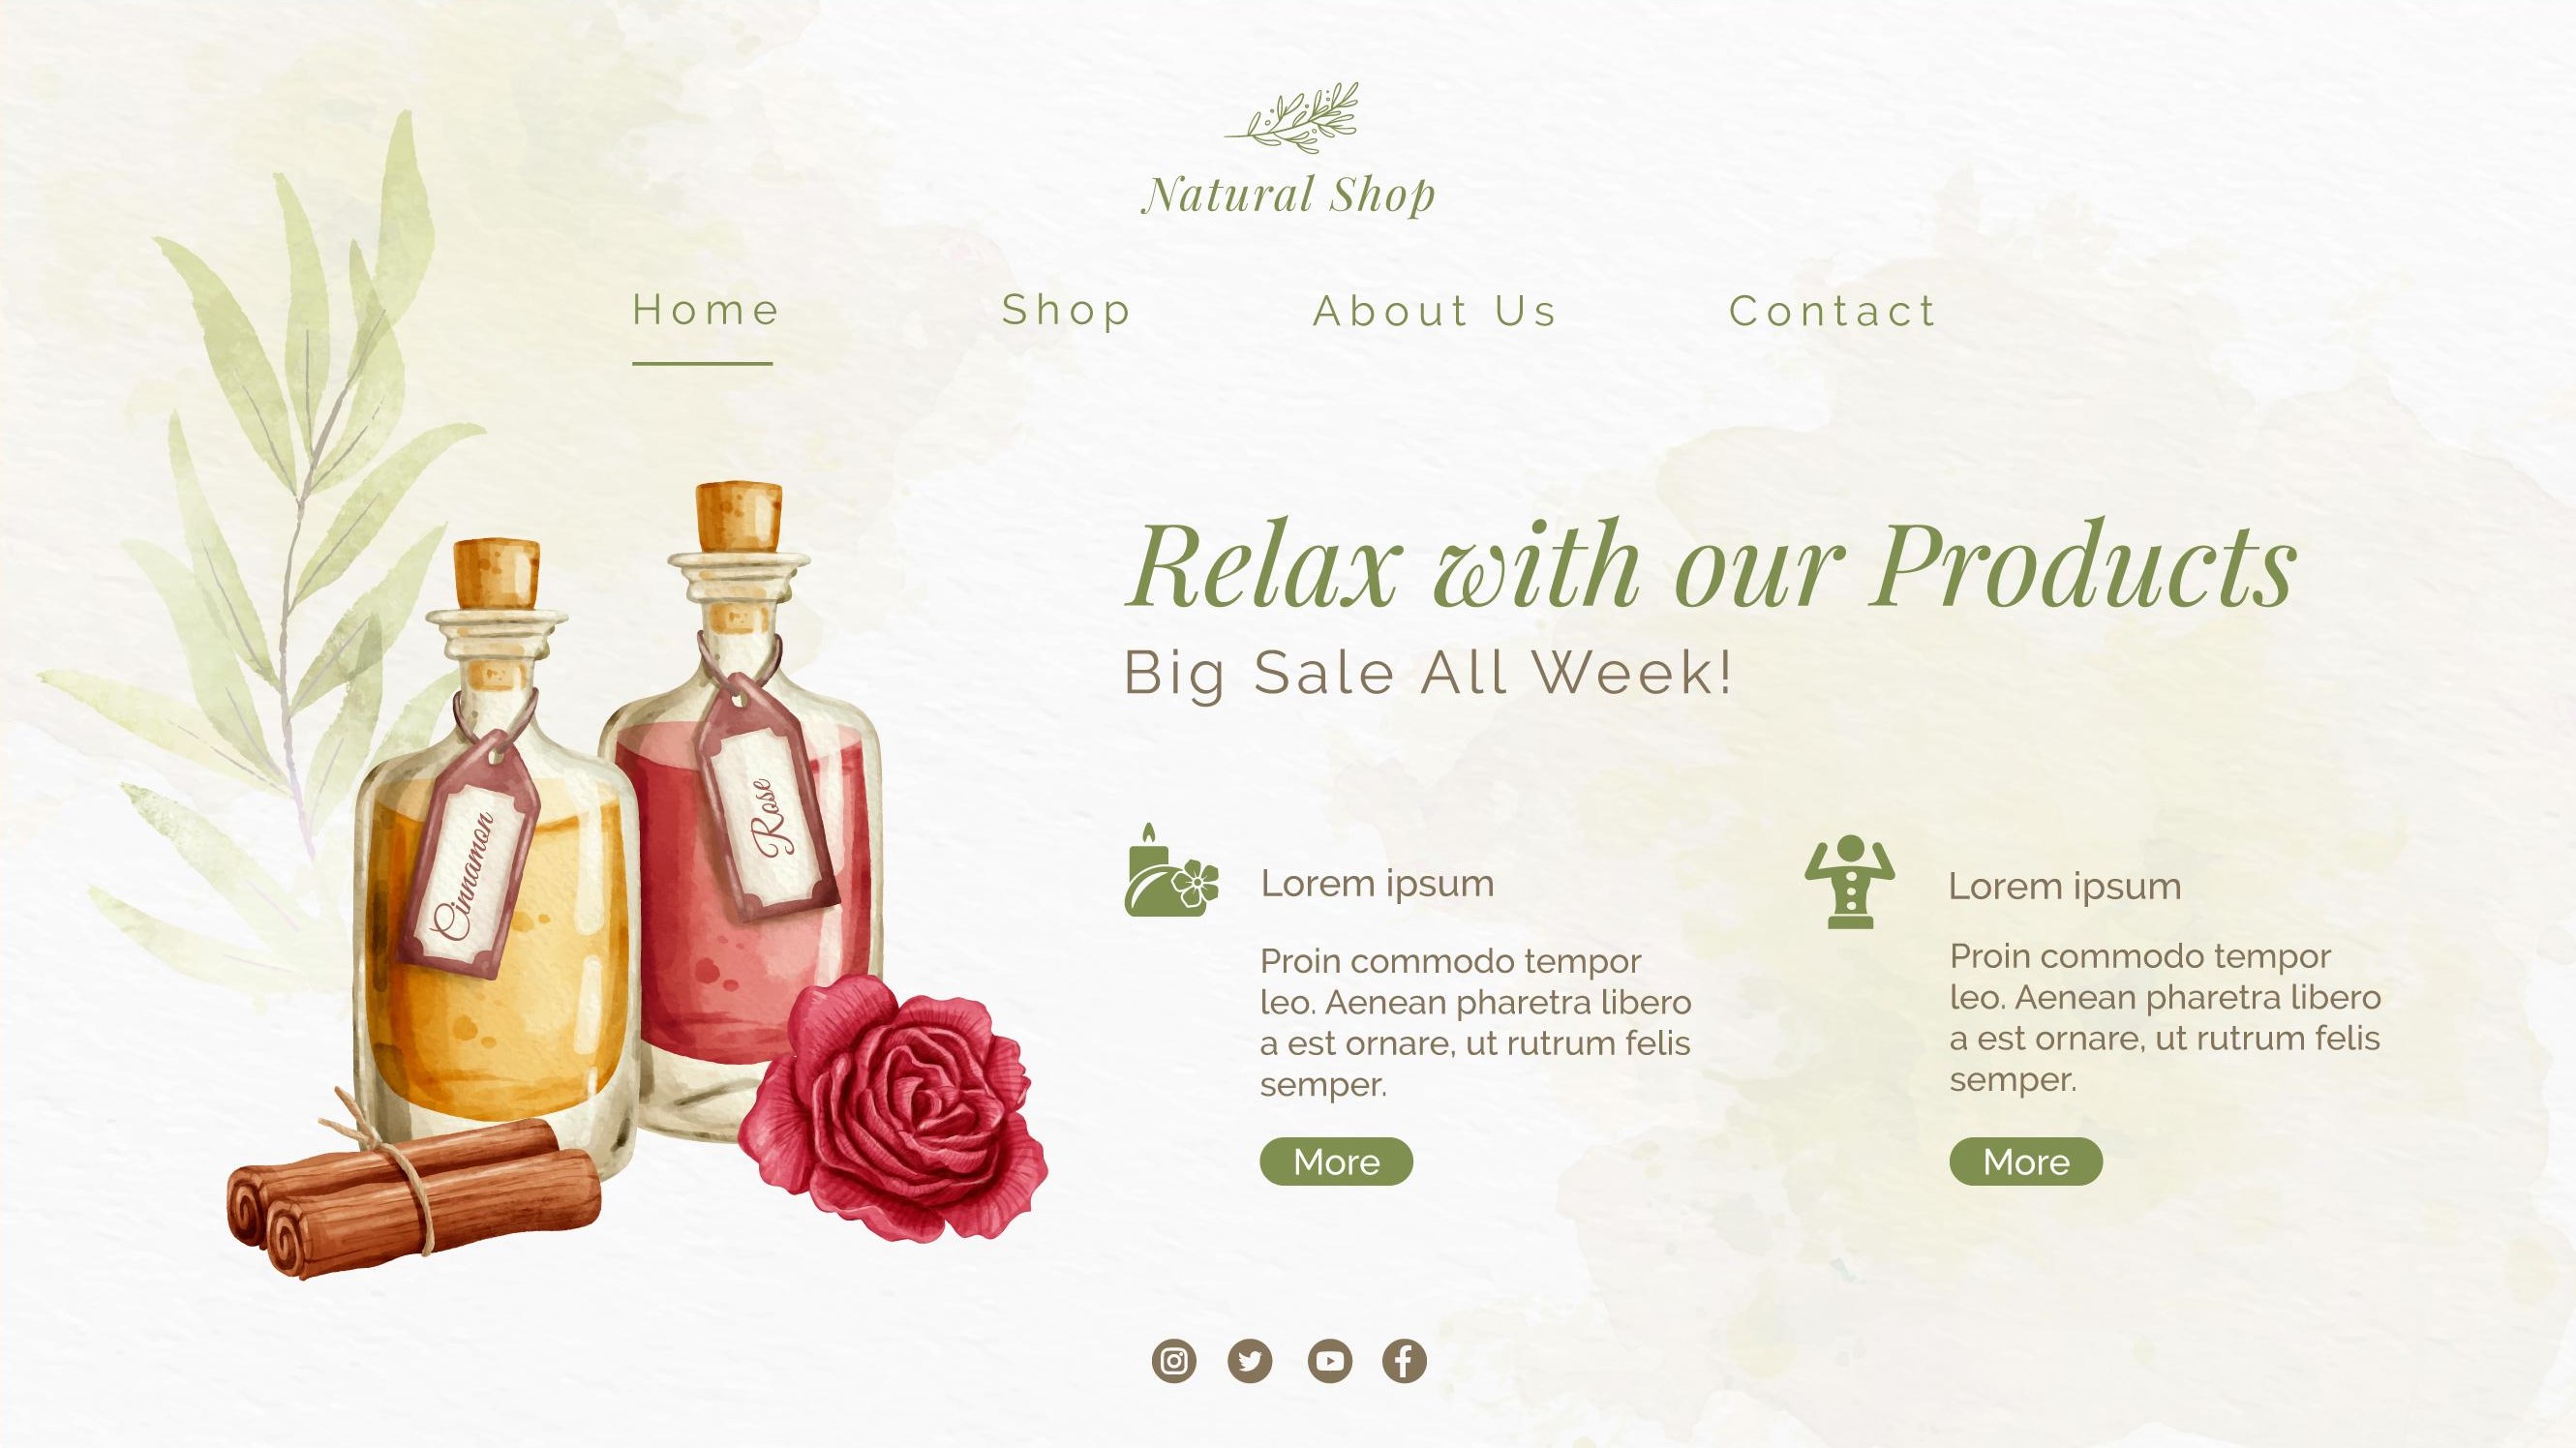 Natural Shop
Home
Shop
About Us
Contact
Relax with our Products
Big Sale All Week!
Cinnamon
Rose
Lorem ipsum
Proin commodo tempor
leo. Aenean pharetra libero
a est ornare, ut rutrum felis
semper.
More
Lorem ipsum
Proin commodo tempor
leo. Aenean pharetra libero
a est ornare, ut rutrum felis
semper.
More